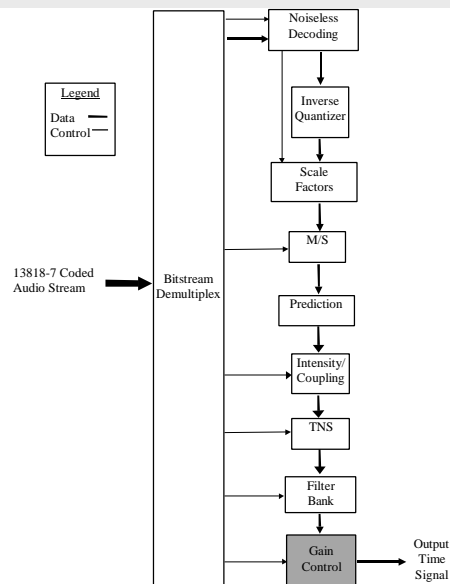 Noiseless
Decoding
Legend
Data
Control
Inverse
Quantizer
Scale
Factors
M/S
13818-7 Coded
Audio Stream
Bitstream
Demultiplex
Prediction
Intensity/
Coupling
TNS
Filter
Bank
Gain
Control
Output
Time
Signal